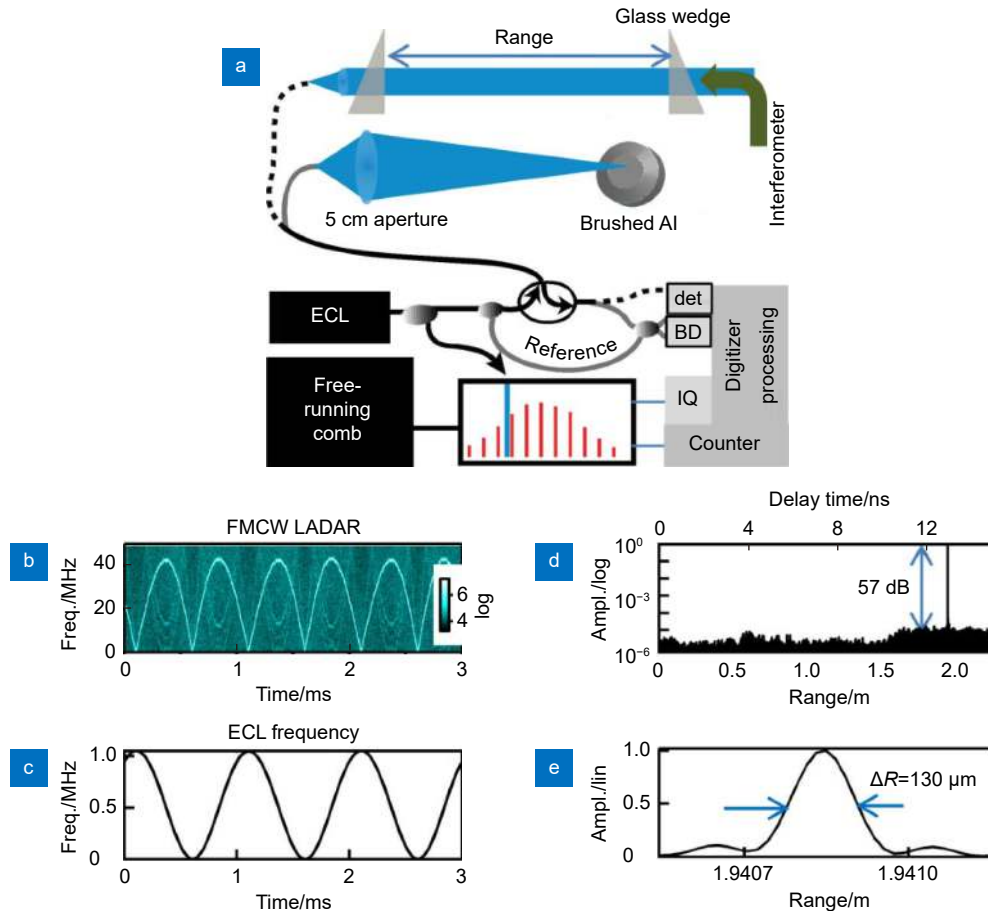 Glass wedge
Range
a
Interferometer
5 cm aperture
Brushed AI
ECL
det
BD
Reference
Digitizer
processing
Free-
running
comb
IQ
Counter
FMCW LADAR
b
Freq./MHz
40
20
0
6
4
log
0
1
2
3
Time/ms
ECL frequency
c
Freq./MHz
1.0
0.5
0
0
1
2
3
Time/ms
Delay time/ns
0
4
8
12
d
Ampl./log
10⁰
10⁻³
10⁻⁶
57 dB
0
0.5
1.0
1.5
2.0
Range/m
e
Ampl./lin
1.0
0.5
0
ΔR=130 μm
1.9407
1.9410
Range/m